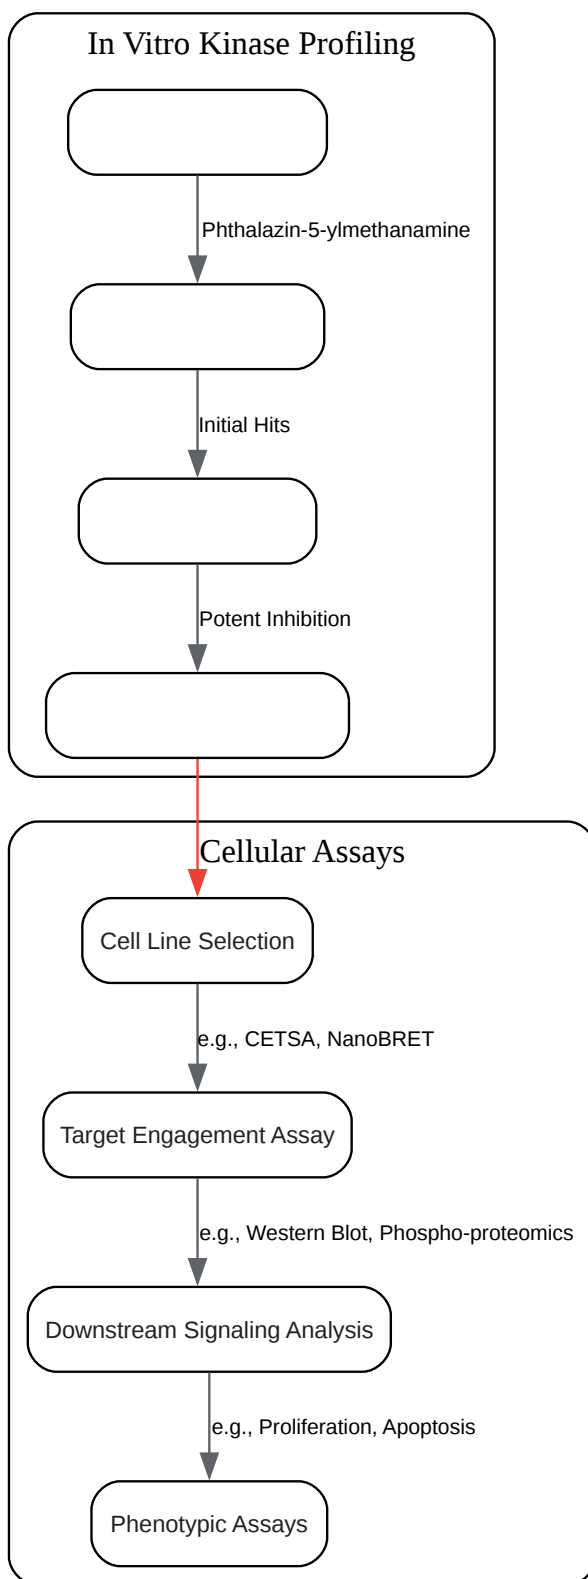 In Vitro Kinase Profiling
Phthalazin-5-ylmethanamine
Initial Hits
Potent Inhibition
Cellular Assays
Cell Line Selection
e.g., CETSA, NanoBRET
Target Engagement Assay
e.g., Western Blot, Phospho-proteomics
Downstream Signaling Analysis
e.g., Proliferation, Apoptosis
Phenotypic Assays